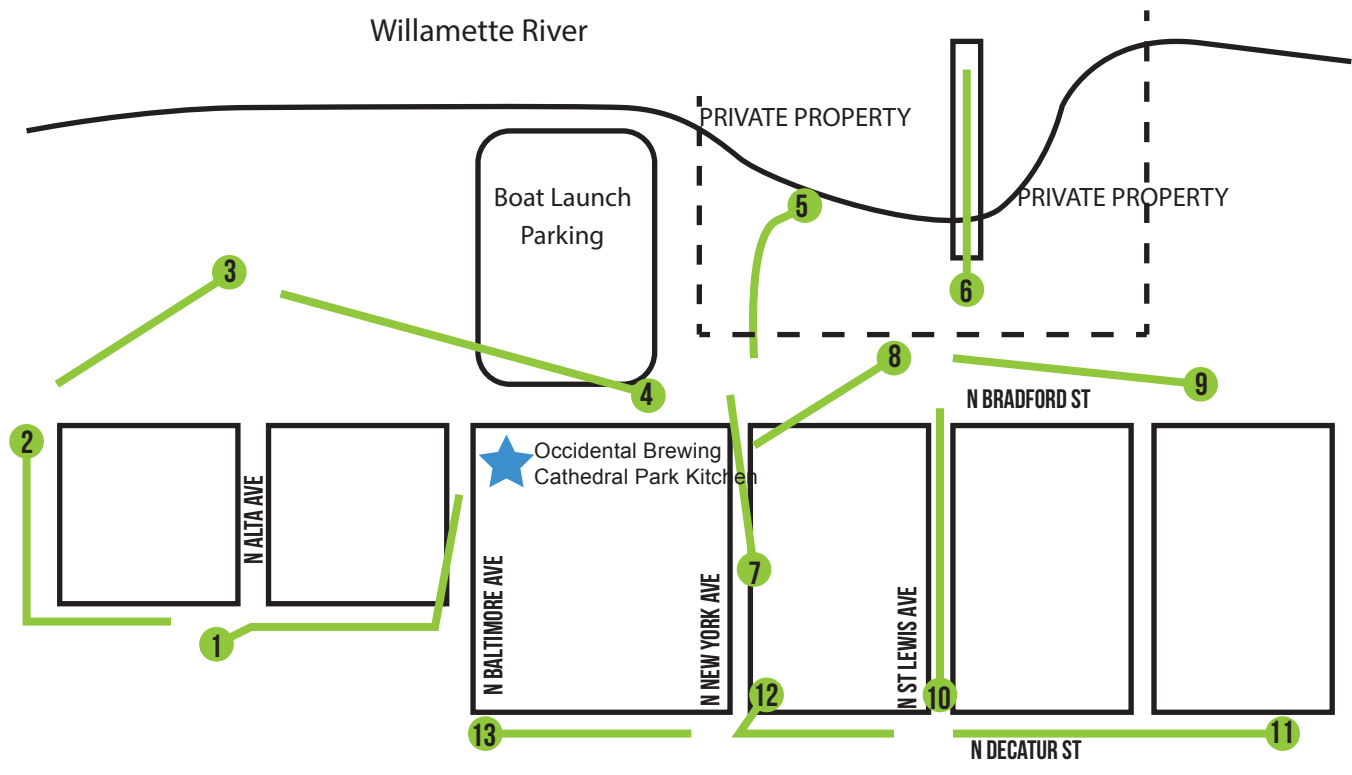 Willamette River
PRIVATE PROPERTY
Boat Launch
Parking
PRIVATE PROPERTY
5
3
6
8
9
4
N BRADFORD ST
2
Occidental Brewing
Cathedral Park Kitchen
N ALTA AVE
7
N BALTIMORE AVE
N NEW YORK AVE
N ST LEWIS AVE
1
12
10
13
11
N DECATUR ST